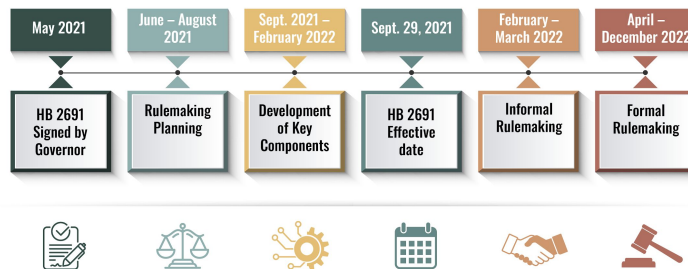 May 2021
June – August
2021
Sept. 2021 –
February 2022
Sept. 29, 2021
February –
March 2022
April –
December 2022
HB 2691
Signed by
Governor
Rulemaking
Planning
Development
of Key
Components
HB 2691
Effective
date
Informal
Rulemaking
Formal
Rulemaking